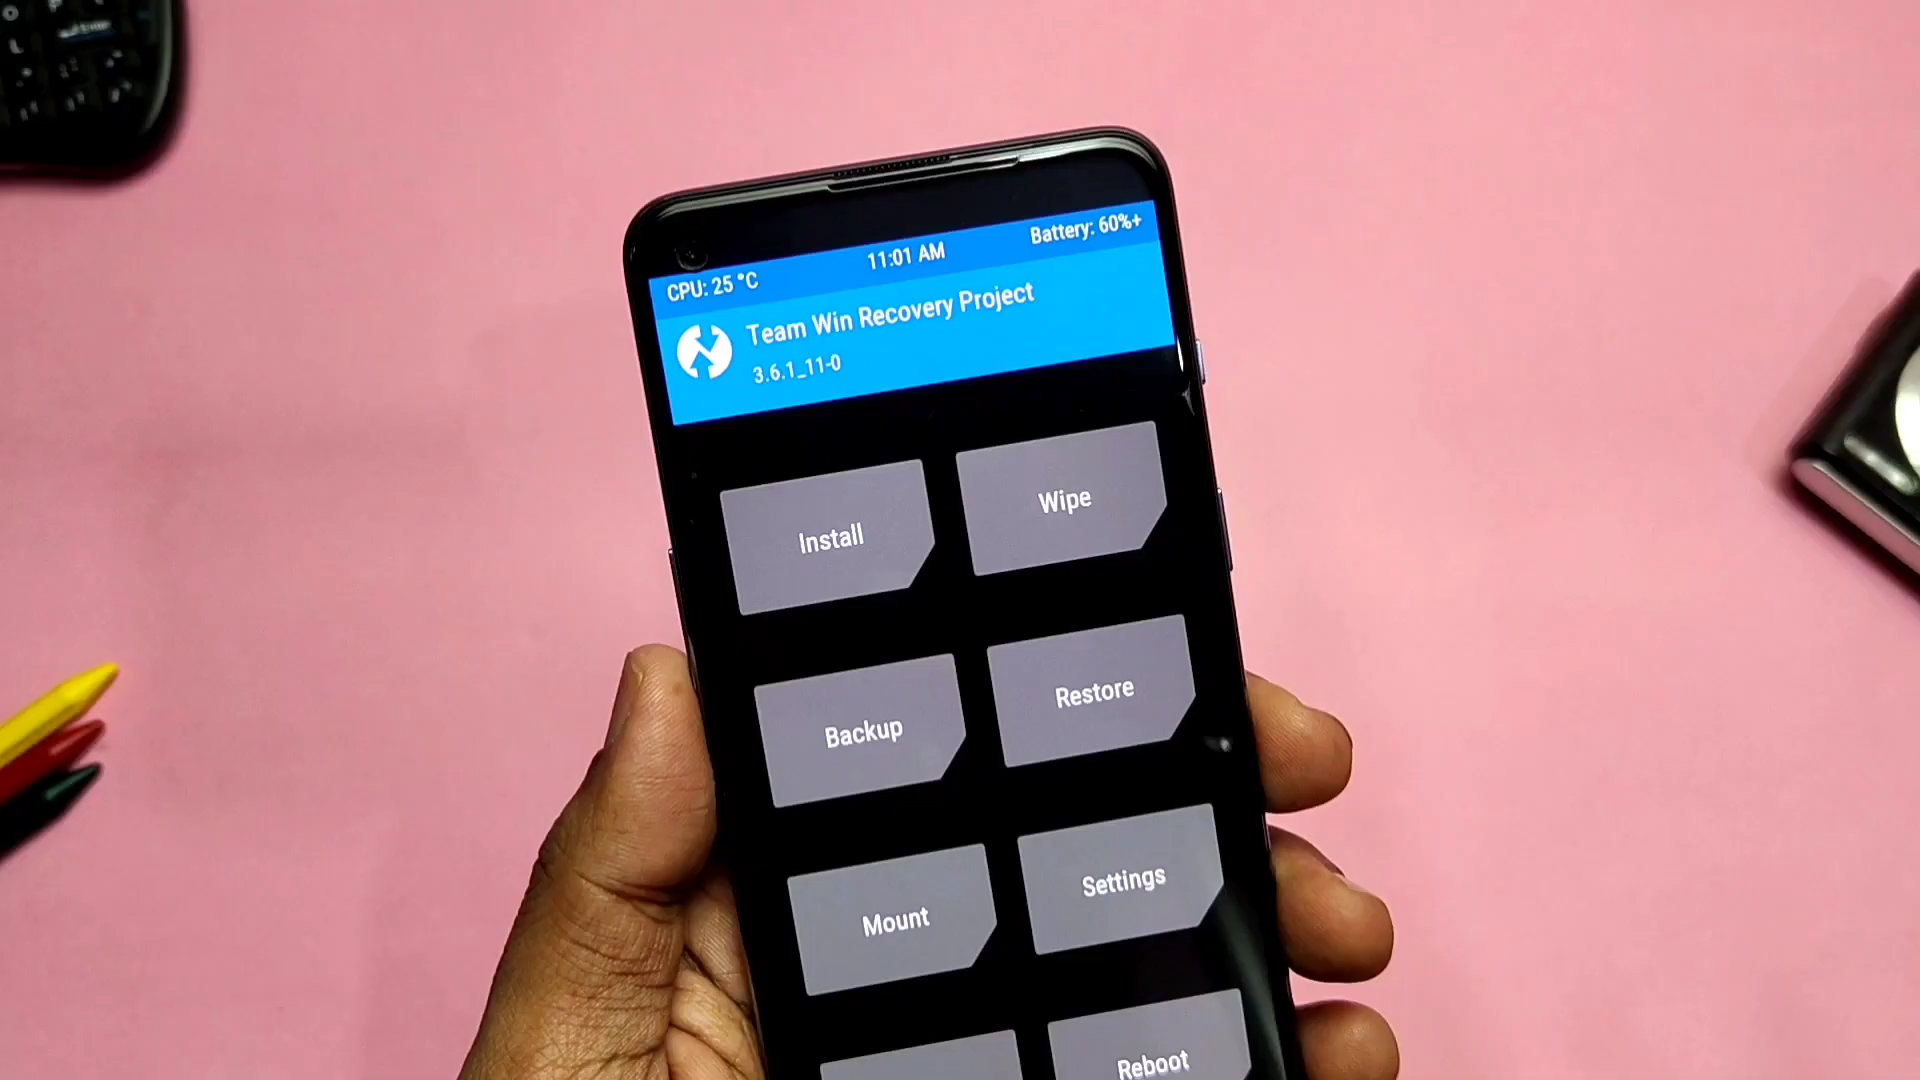 CPU: 25 °C
11:01 AM
Battery: 60%+
Team Win Recovery Project
3.6.1_11-0
Install
Wipe
Backup
Restore
Mount
Settings
Reboot